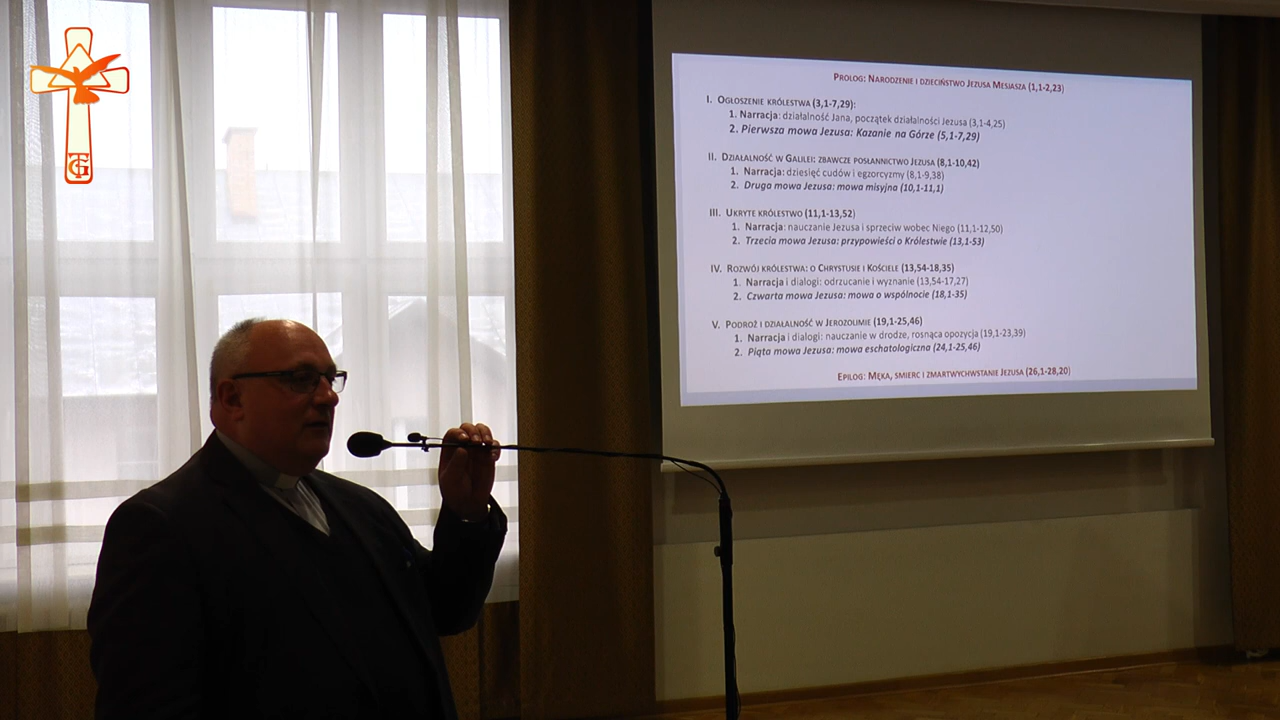 PROLOG: NARODZENIE I DZIECIŃSTWO JEZUSA MESJASZA (1,1-2,23)
I. OGŁOSZENIE KRÓLESTWA (3,1-7,29):
1. Narracja: działalność Jana, początek działalności Jezusa (3,1-4,25)
2. Pierwsza mowa Jezusa: Kazanie na Górze (5,1-7,29)
II. DZIAŁALNOŚĆ W GALILEI: ZBAWCZE POSŁANNICTWO JEZUSA (8,1-10,42)
1. Narracja: dziesięć cudów i egzorcyzmy (8,1-9,38)
2. Druga mowa Jezusa: mowa misyjna (10,1-11,1)
III. UKRYTE KRÓLESTWO (11,1-13,52)
1. Narracja: nauczanie Jezusa i sprzeciw wobec Niego (11,1-12,50)
2. Trzecia mowa Jezusa: przypowieści o Królestwie (13,1-53)
IV. ROZWÓJ KRÓLESTWA: O CHRYSTUSIE I KOŚCIELE (13,54-18,35)
1. Narracja i dialogi: odrzucanie i wyznanie (13,54-17,27)
2. Czwarta mowa Jezusa: mowa o wspólnocie (18,1-35)
V. PODRÓŻ I DZIAŁALNOŚĆ W JEROZOLIMIE (19,1-25,46)
1. Narracja i dialogi: nauczanie w drodze, rosnąca opozycja (19,1-23,39)
2. Piąta mowa Jezusa: mowa eschatologiczna (24,1-25,46)
EPILOG: MĘKA, ŚMIERĆ I ZMARTWYCHWSTANIE JEZUSA (26,1-28,20)